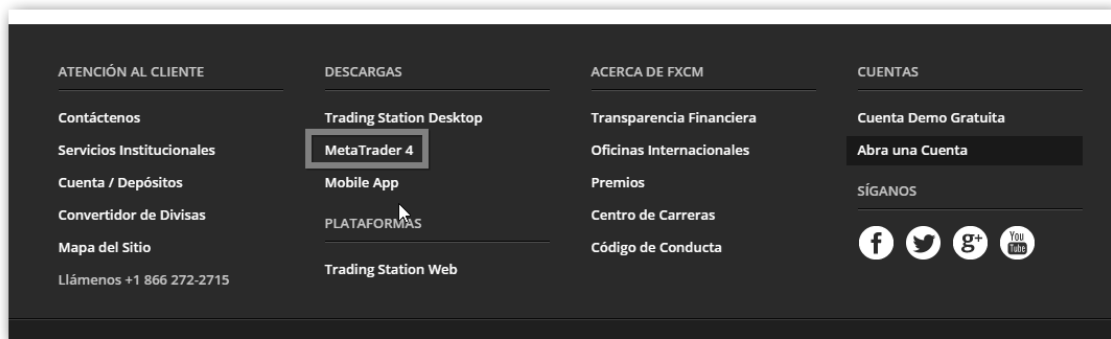 ATENCIÓN AL CLIENTE
Contáctenos
Servicios Institucionales
Cuenta / Depósitos
Convertidor de Divisas
Mapa del Sitio
Llámenos +1 866 272-2715
DESCARGAS
Trading Station Desktop
MetaTrader 4
Mobile App
PLATAFORMAS
Trading Station Web
ACERCA DE FXCM
Transparencia Financiera
Oficinas Internacionales
Premios
Centro de Carreras
Código de Conducta
CUENTAS
Cuenta Demo Gratuita
Abra una Cuenta
SÍGANOS
f
g+
You
Tube